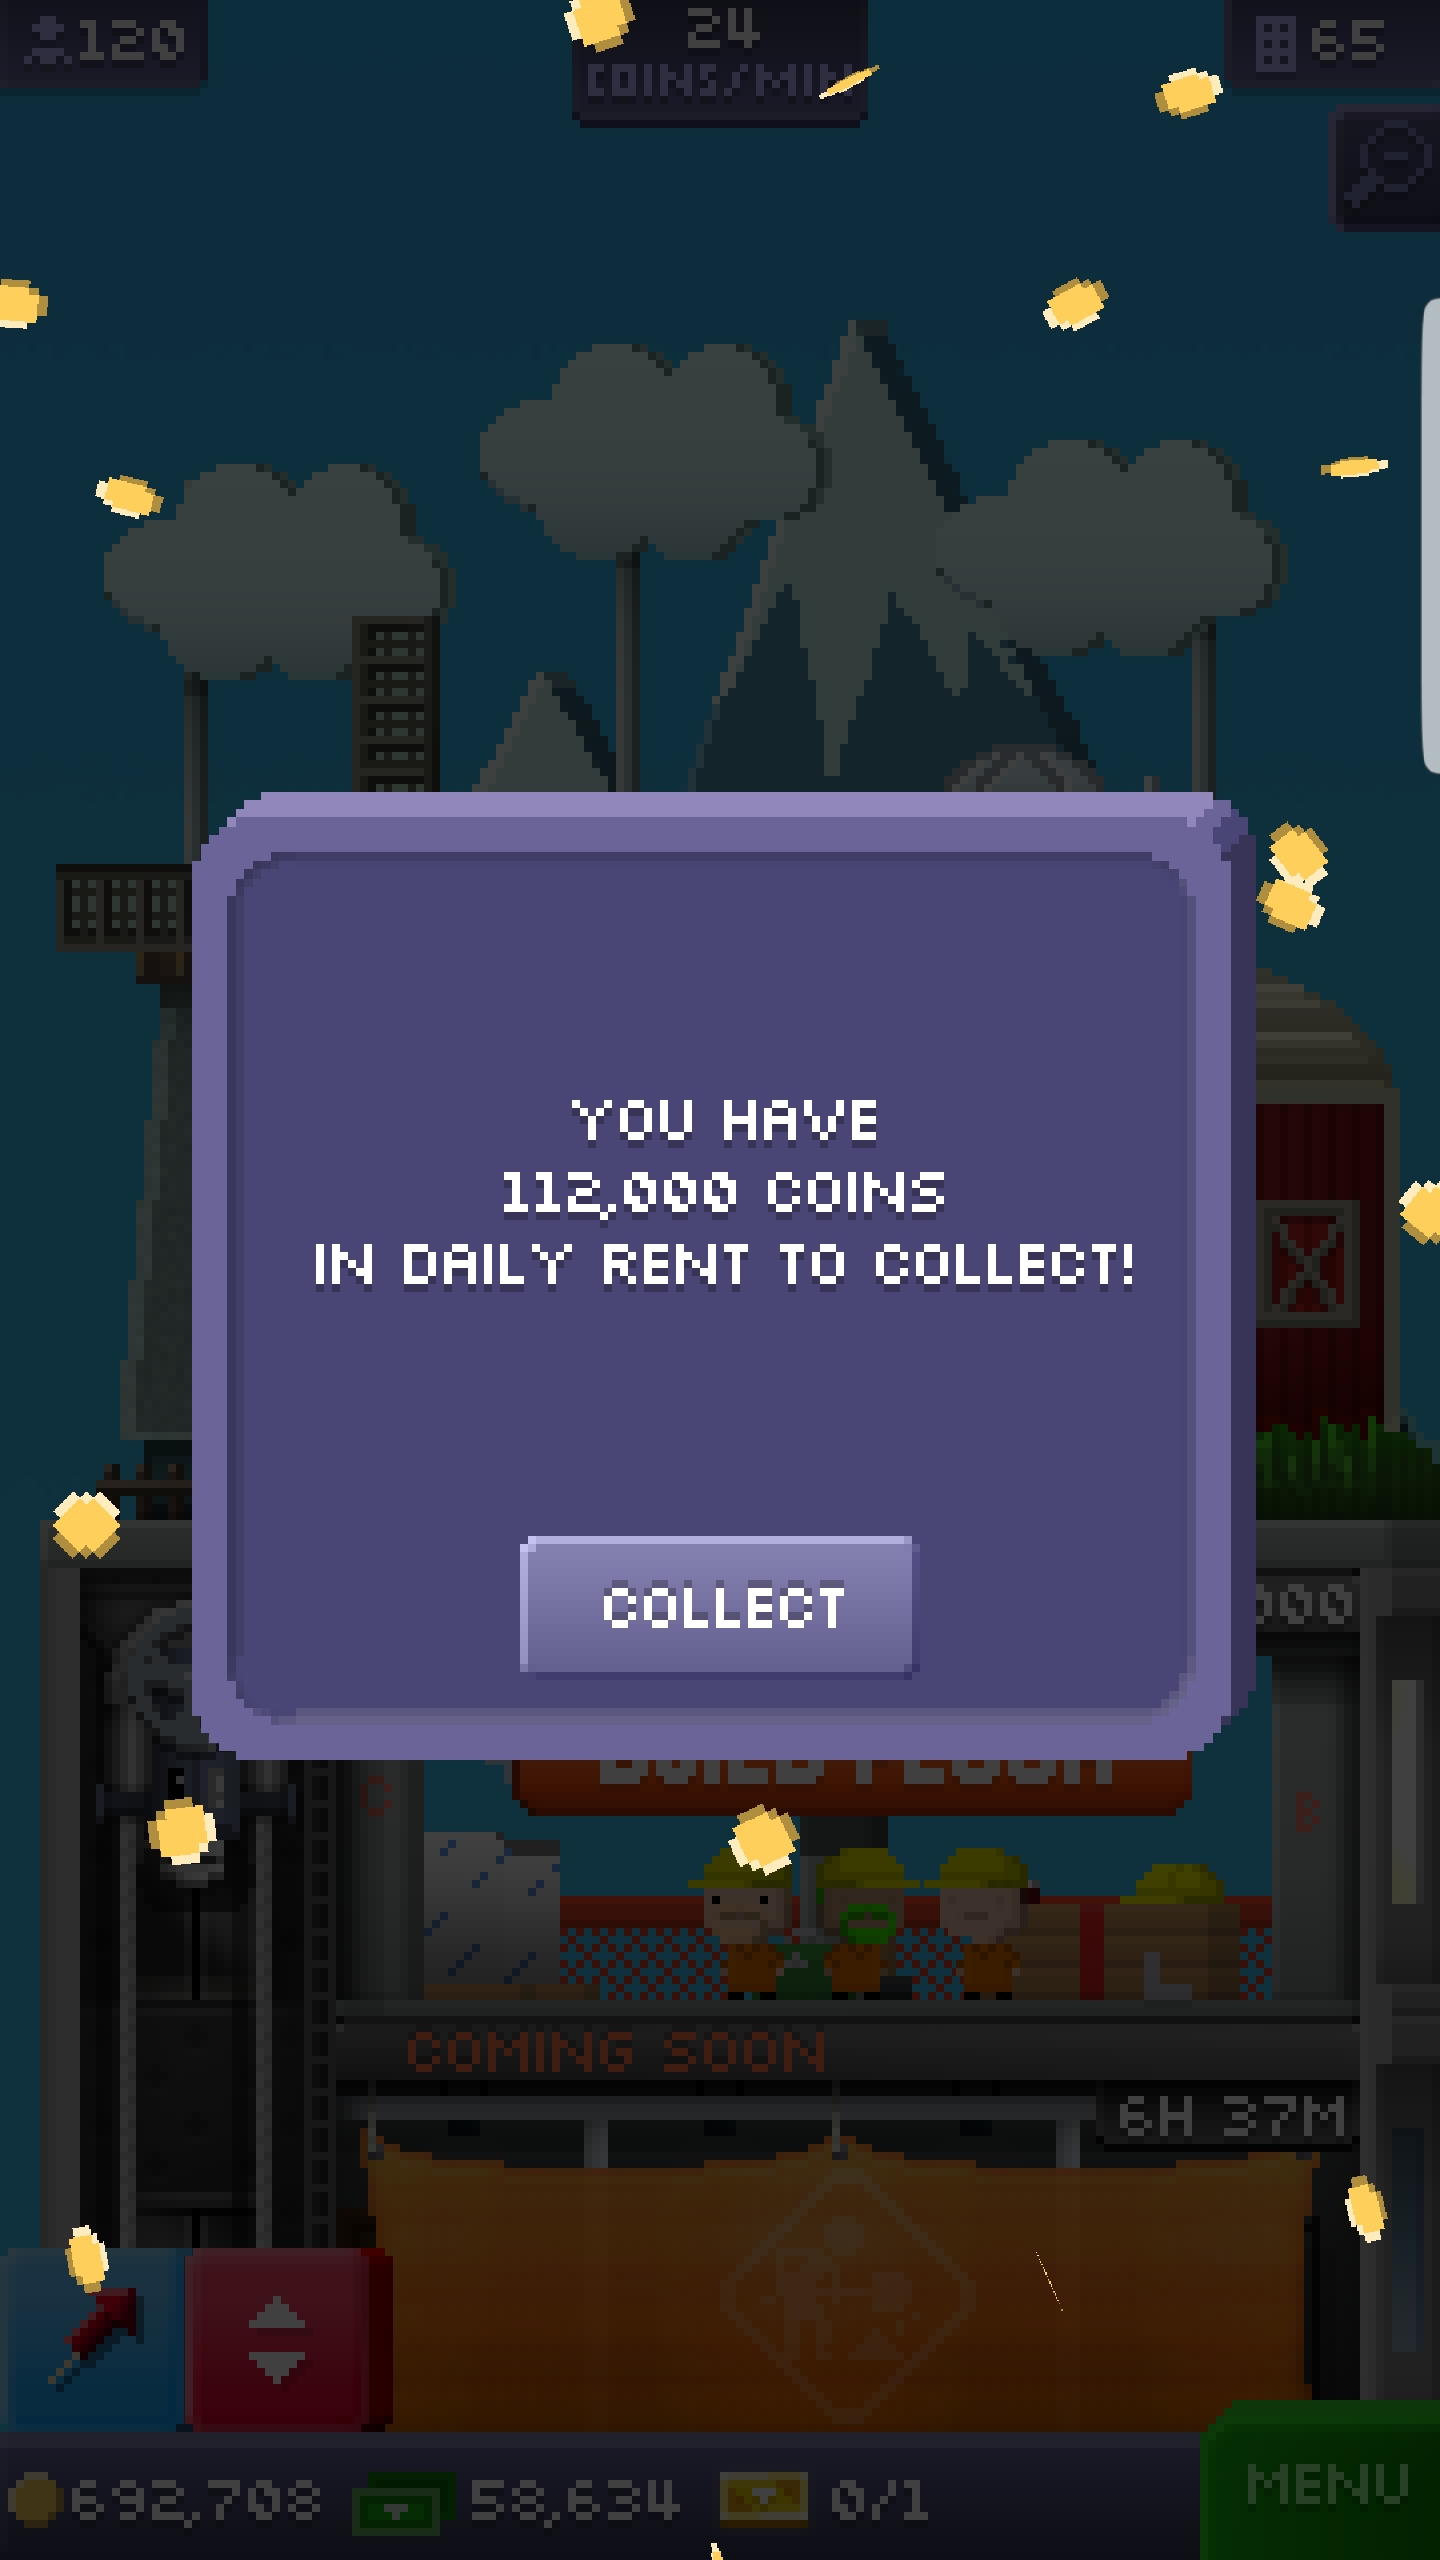 120
24
COINS/MIN
65
YOU HAVE
112,000 COINS
IN DAILY RENT TO COLLECT!
COLLECT
000
BUILD FLOOR
C
B
COMING SOON
6H 37M
692,708 58,634 0/1
MENU